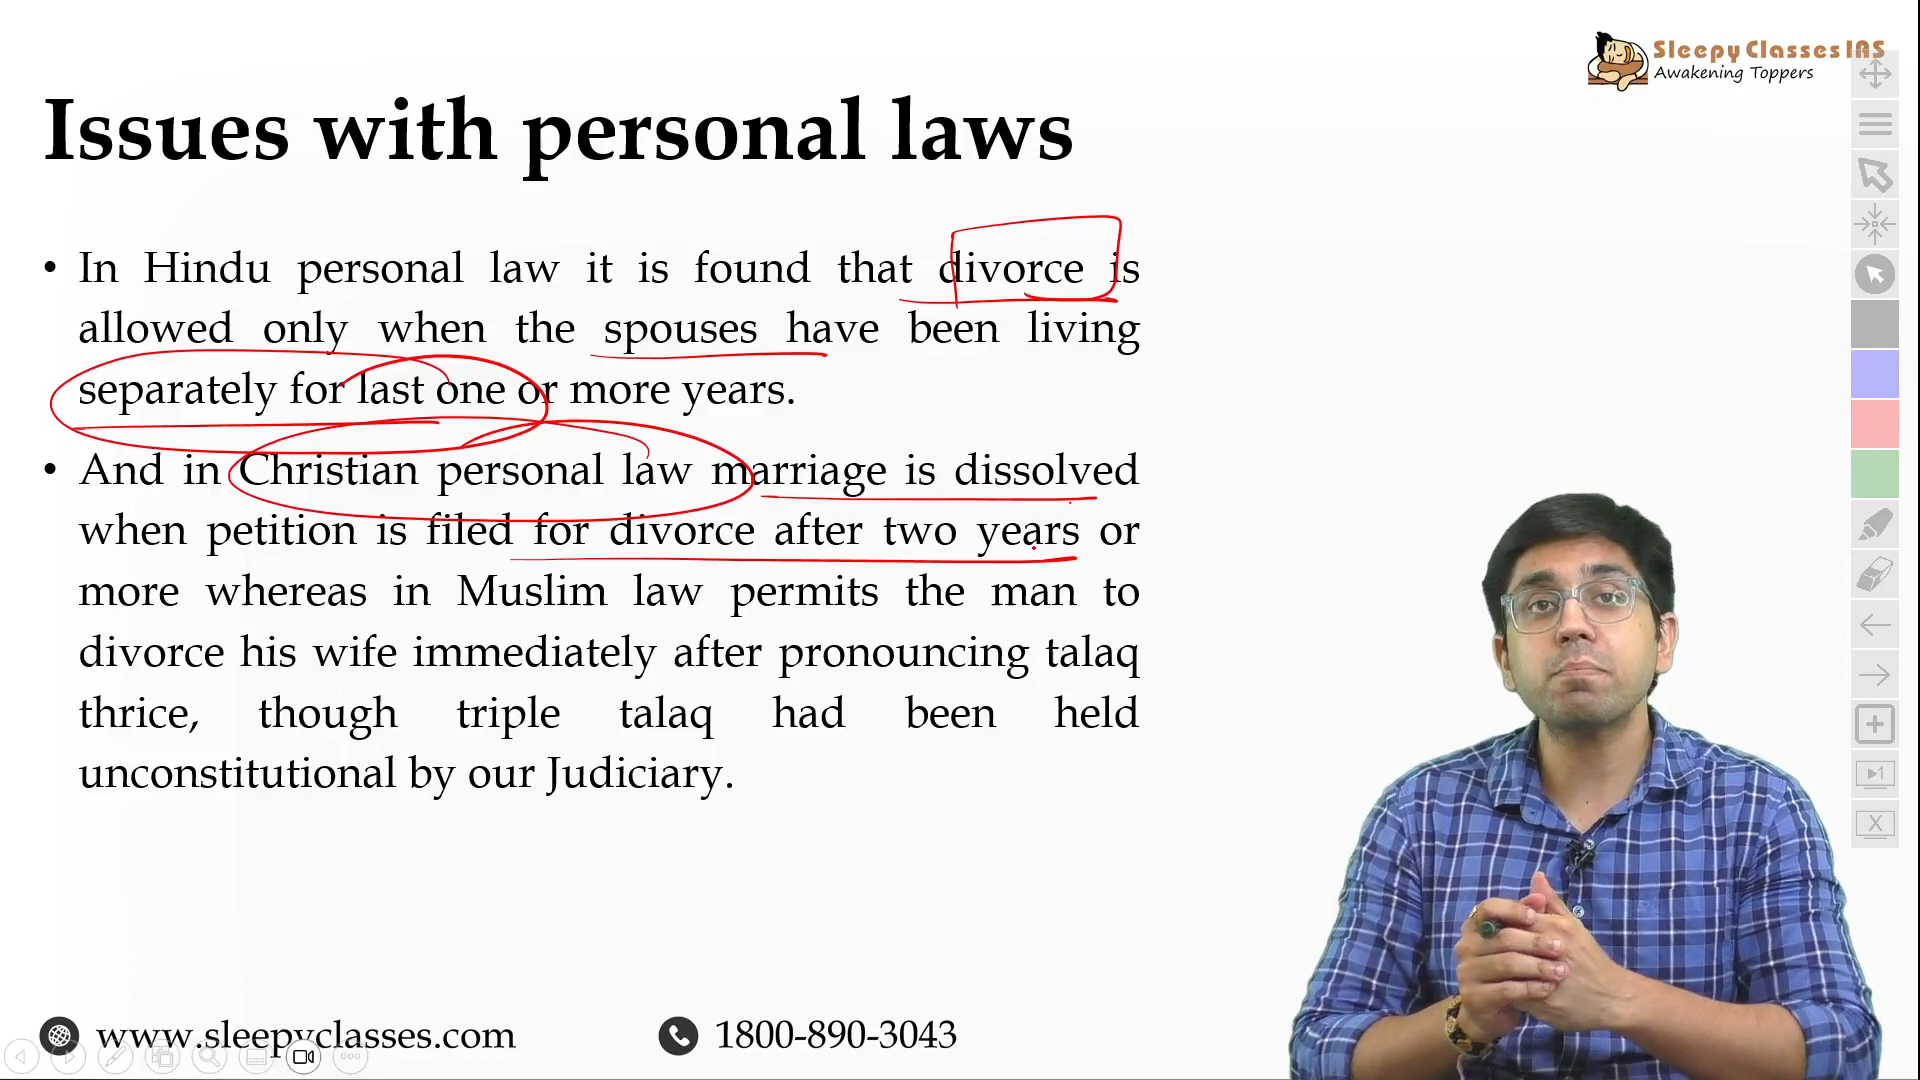 Sleepy Classes IAS
Awakening Toppers
Issues with personal laws
• In Hindu personal law it is found that divorce is
allowed only when the spouses have been living
separately for last one or more years.
• And in Christian personal law marriage is dissolved
when petition is filed for divorce after two years or
more whereas in Muslim law permits the man to
divorce his wife immediately after pronouncing talaq
thrice, though triple talaq had been held
unconstitutional by our Judiciary.
www.sleepyclasses.com
1800-890-3043